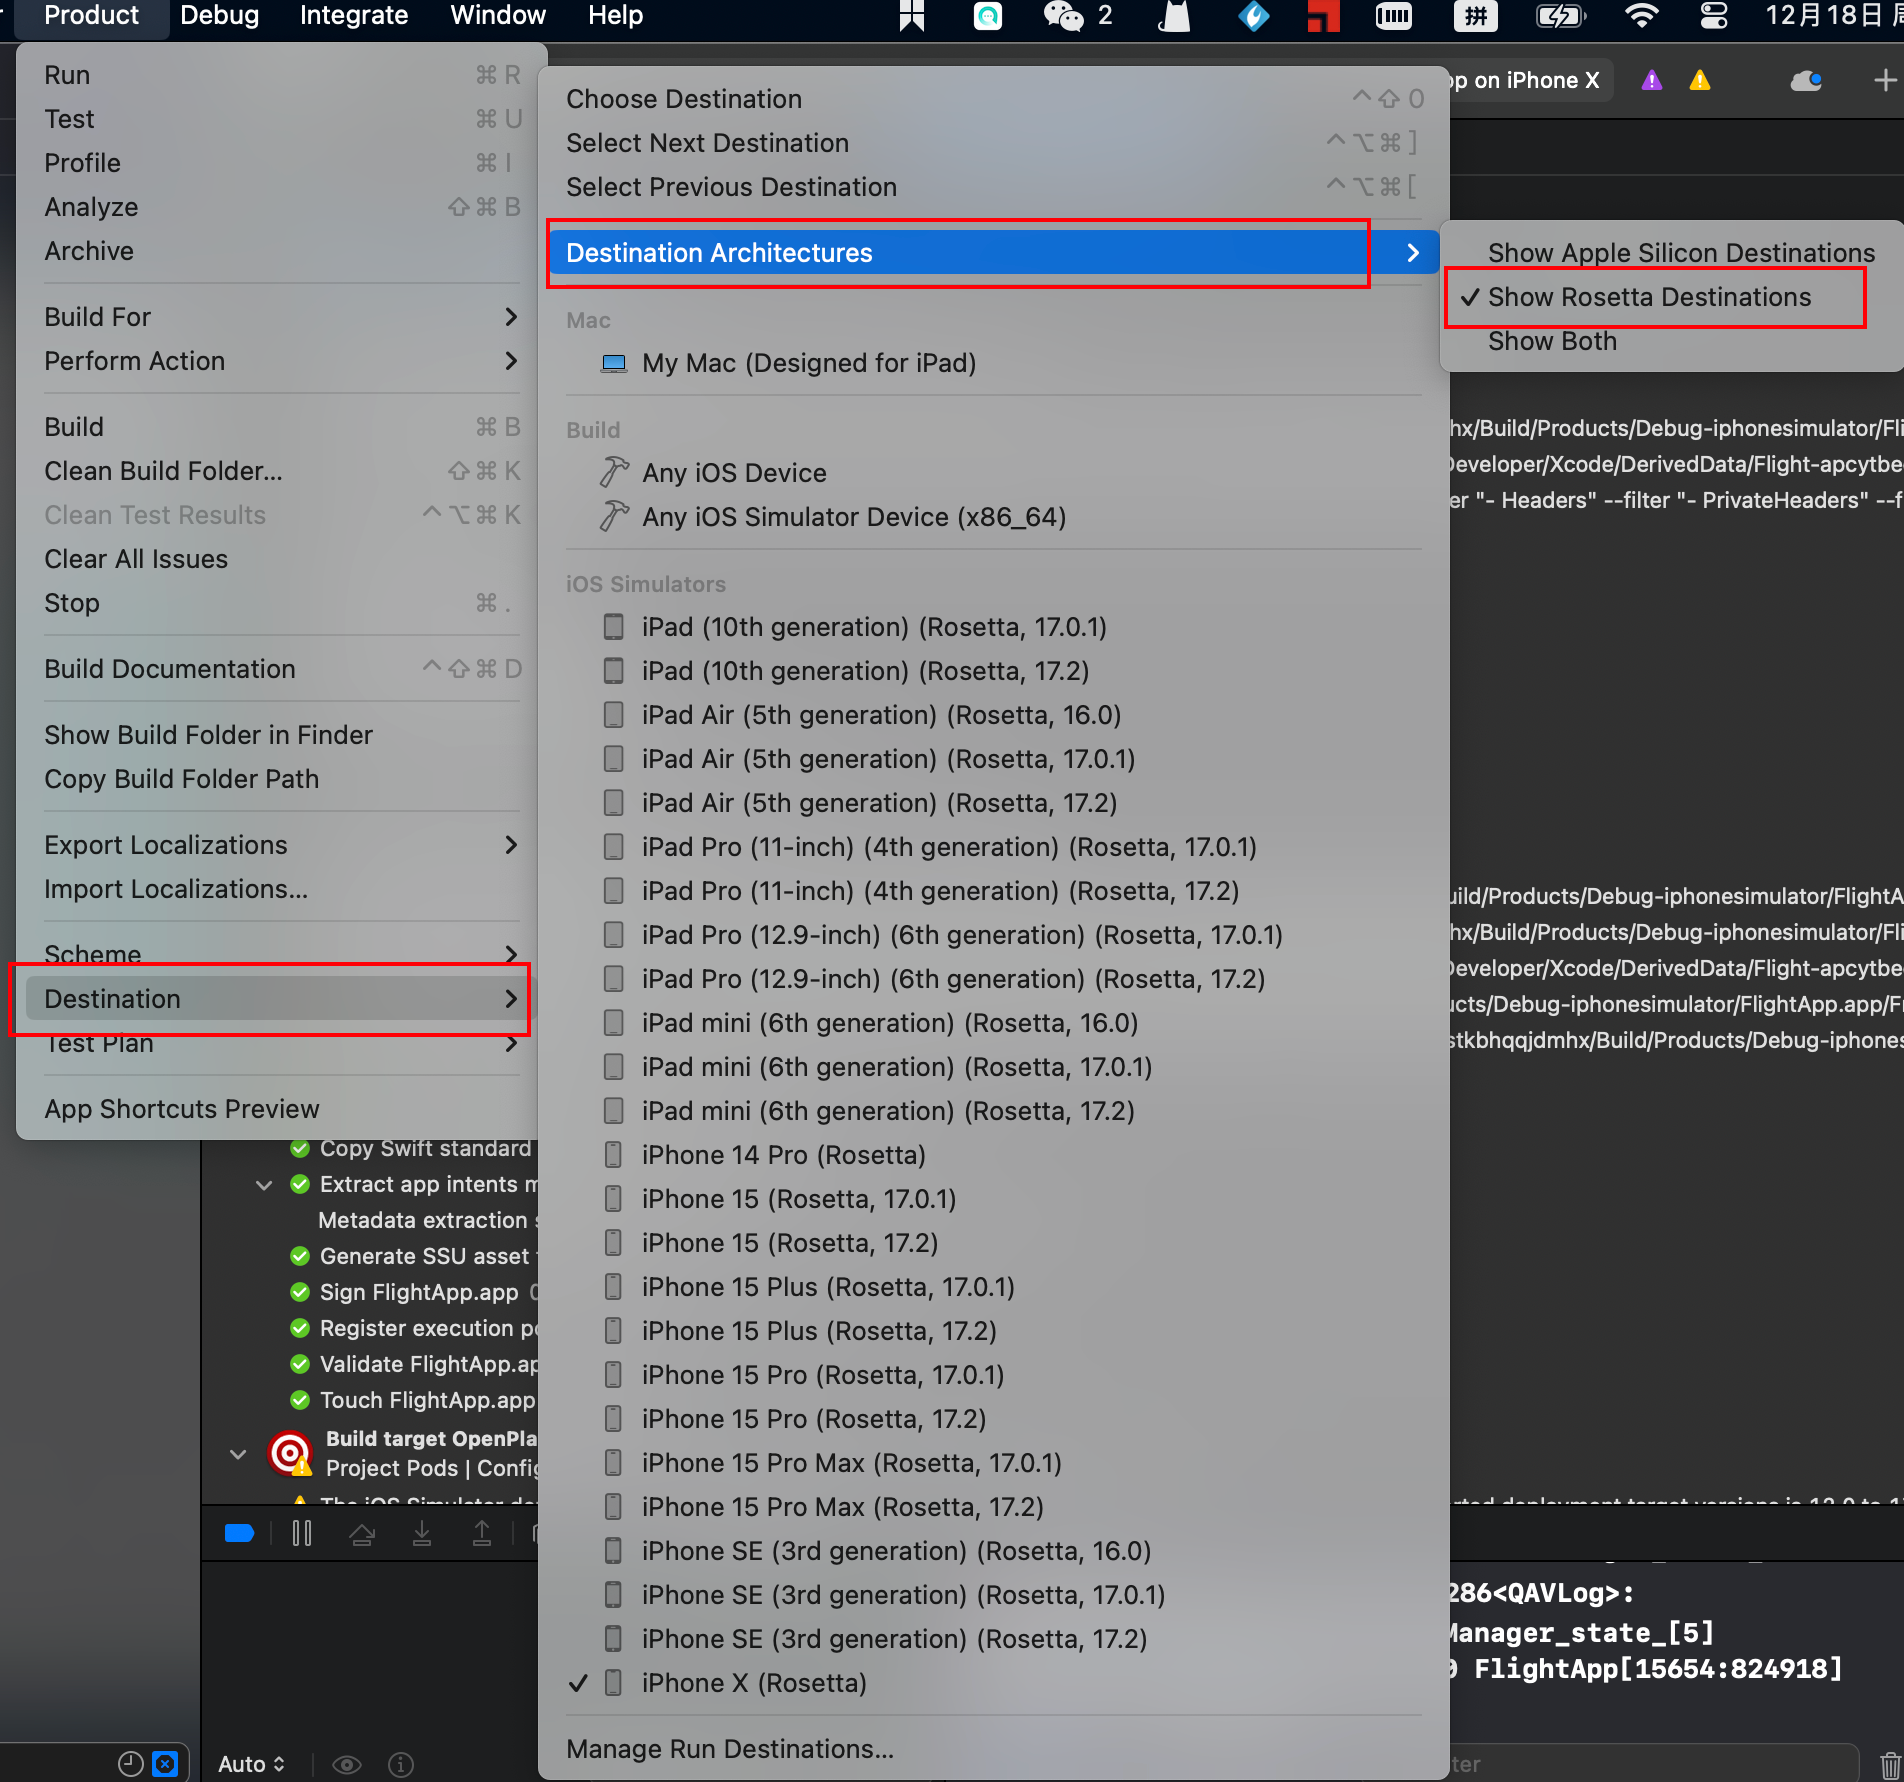 Product Debug Integrate Window Help 2 拼 12月18日
Run ⌘ R
Test ⌘ U
Profile ⌘ I
Analyze ⇧ ⌘ B
Archive
Build For
Perform Action
Build ⌘ B
Clean Build Folder... ⇧ ⌘ K
Clean Test Results ^ ⌥ ⌘ K
Clear All Issues
Stop ⌘ .
Build Documentation ^ ⇧ ⌘ D
Show Build Folder in Finder
Copy Build Folder Path
Export Localizations
Import Localizations...
Scheme
Destination
Test Plan
App Shortcuts Preview
Choose Destination ^ ⇧ 0
Select Next Destination ^ ⌥ ⌘ ]
Select Previous Destination ^ ⌥ ⌘ [
Destination Architectures
Mac
My Mac (Designed for iPad)
Build
Any iOS Device
Any iOS Simulator Device (x86_64)
iOS Simulators
iPad (10th generation) (Rosetta, 17.0.1)
iPad (10th generation) (Rosetta, 17.2)
iPad Air (5th generation) (Rosetta, 16.0)
iPad Air (5th generation) (Rosetta, 17.0.1)
iPad Air (5th generation) (Rosetta, 17.2)
iPad Pro (11-inch) (4th generation) (Rosetta, 17.0.1)
iPad Pro (11-inch) (4th generation) (Rosetta, 17.2)
iPad Pro (12.9-inch) (6th generation) (Rosetta, 17.0.1)
iPad Pro (12.9-inch) (6th generation) (Rosetta, 17.2)
iPad mini (6th generation) (Rosetta, 16.0)
iPad mini (6th generation) (Rosetta, 17.0.1)
iPad mini (6th generation) (Rosetta, 17.2)
iPhone 14 Pro (Rosetta)
iPhone 15 (Rosetta, 17.0.1)
iPhone 15 (Rosetta, 17.2)
iPhone 15 Plus (Rosetta, 17.0.1)
iPhone 15 Plus (Rosetta, 17.2)
iPhone 15 Pro (Rosetta, 17.0.1)
iPhone 15 Pro (Rosetta, 17.2)
iPhone 15 Pro Max (Rosetta, 17.0.1)
iPhone 15 Pro Max (Rosetta, 17.2)
iPhone SE (3rd generation) (Rosetta, 16.0)
iPhone SE (3rd generation) (Rosetta, 17.0.1)
iPhone SE (3rd generation) (Rosetta, 17.2)
✓ iPhone X (Rosetta)
Manage Run Destinations...
Show Apple Silicon Destinations
✓ Show Rosetta Destinations
Show Both
on iPhone X
hx/Build/Products/Debug-iphonesimulator/Fli
Developer/Xcode/DerivedData/Flight-apcytbe
er "- Headers" --filter "- PrivateHeaders" --f
uild/Products/Debug-iphonesimulator/FlightA
hx/Build/Products/Debug-iphonesimulator/Fli
Developer/Xcode/DerivedData/Flight-apcytbe
ucts/Debug-iphonesimulator/FlightApp.app/F
stkbhqqjdmhx/Build/Products/Debug-iphones
Copy Swift standard
Extract app intents
Metadata extraction
Generate SSU asset
Sign FlightApp.app
Register execution
Validate FlightApp.ap
Touch FlightApp.app
Build target OpenPla
Project Pods | Config
The iOS Simulator
deployment target versions is 12.0 to
286<QAVLog>:
Manager_state_[5]
FlightApp[15654:824918]
Auto